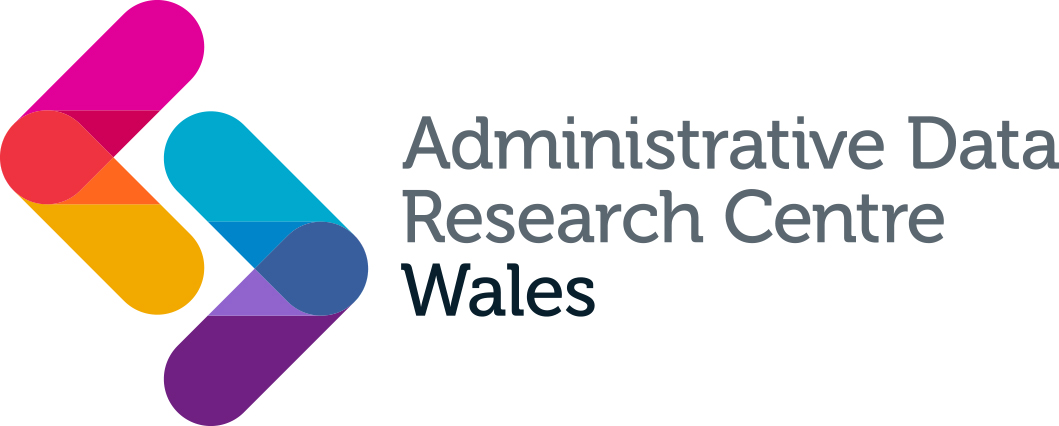 Administrative Data
Research Centre
Wales